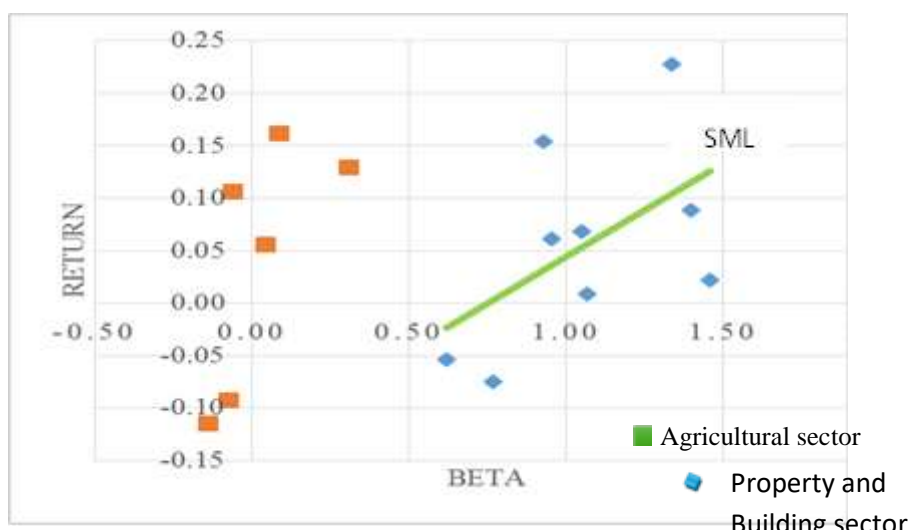 0.25
0.20
0.15
SML
0.10
0.05
0.00
-0.50 0.00 0.50 1.00 1.50
-0.05
-0.10
-0.15
RETURN
BETA
Agricultural sector
Property and
Building sector